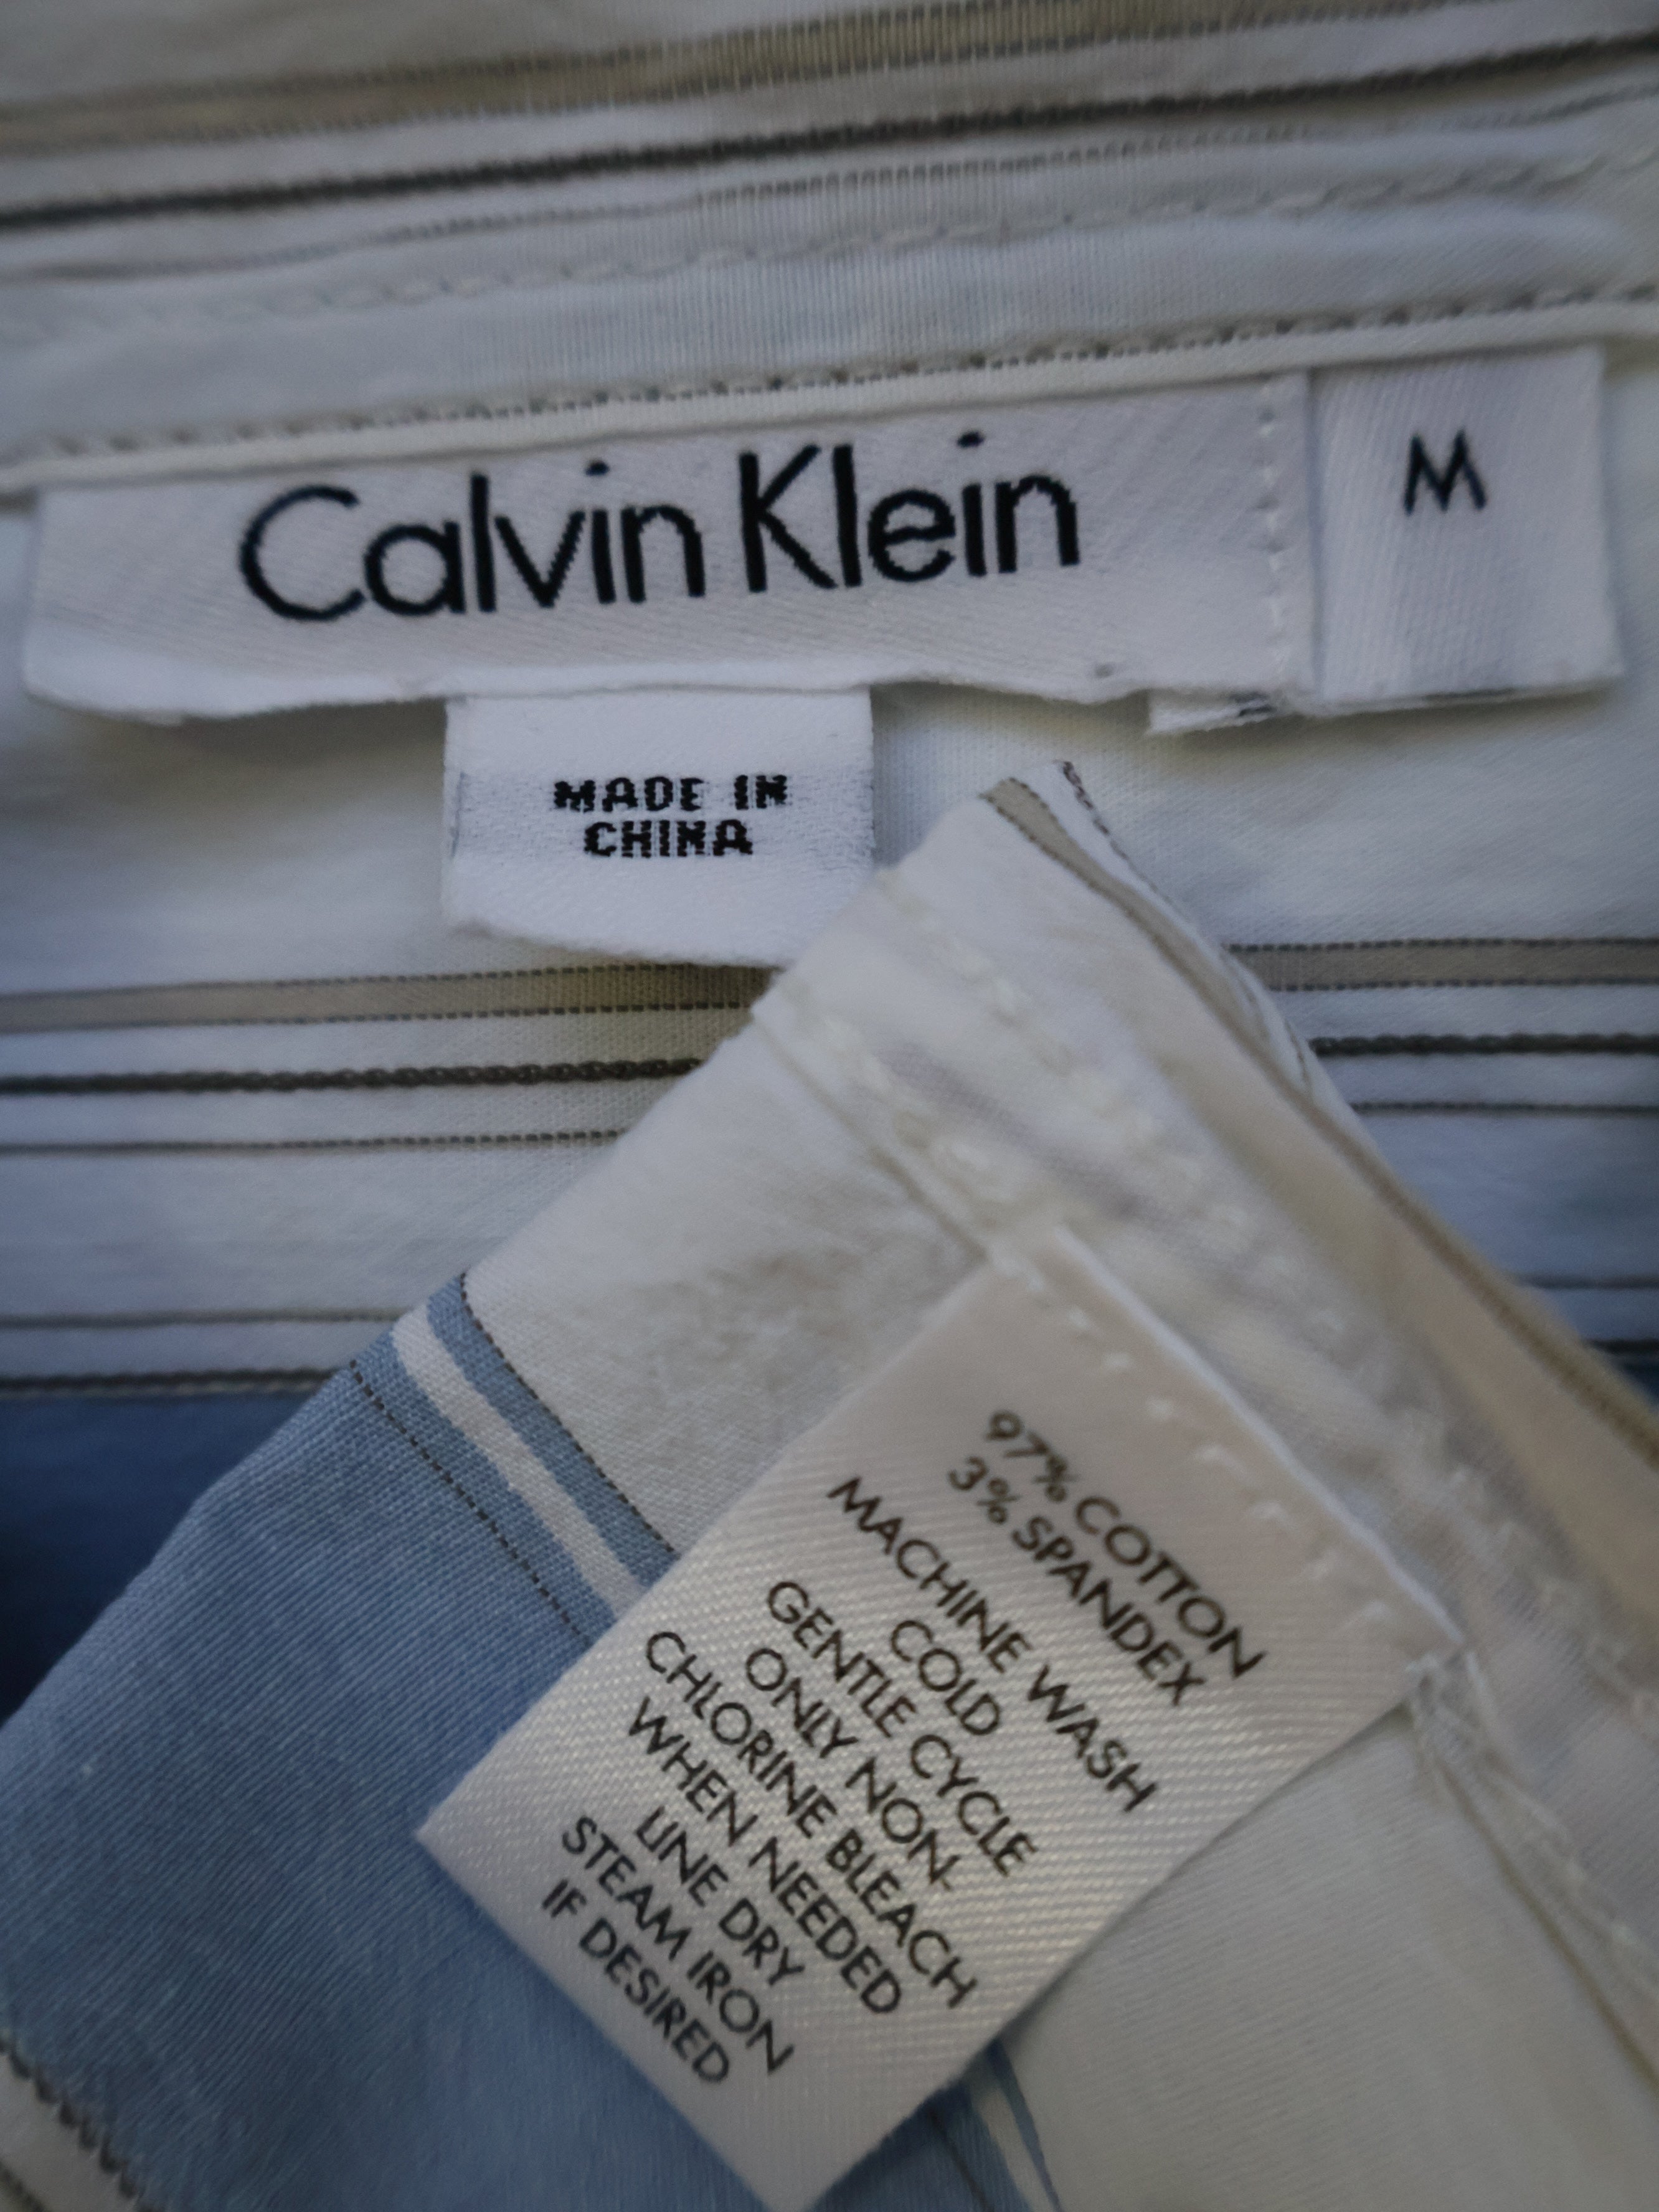 Calvin Klein
M
MADE IN
CHINA
97% COTTON
3% SPANDEX
MACHINE WASH
COLD
GENTLE CYCLE
ONLY NON-
CHLORINE BLEACH
WHEN NEEDED
LINE DRY
STEAM IRON
IF DESIRED